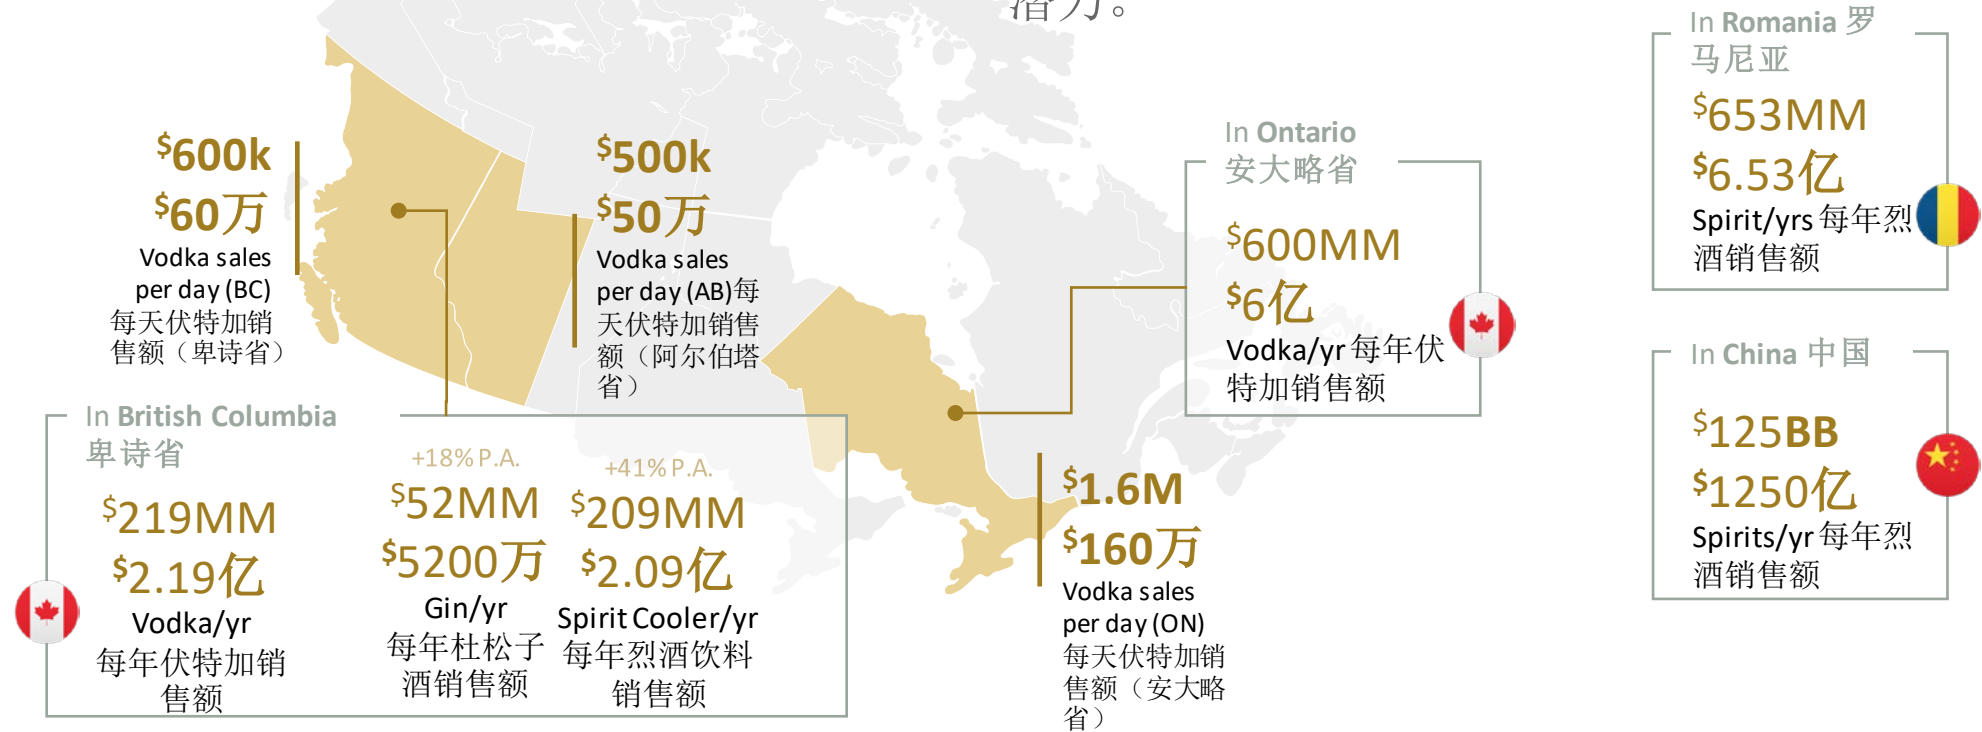 潜力。
$600k
$60万
Vodka sales
per day (BC)
每天伏特加销
售额（卑诗省）
$500k
$50万
Vodka sales
per day (AB)每
天伏特加销售
额（阿尔伯塔
省）
In Ontario
安大略省
$600MM
$6亿
Vodka/yr 每年伏
特加销售额
In British Columbia
卑诗省
$219MM
$2.19亿
Vodka/yr
每年伏特加销
售额
+18% P.A.
$52MM
$5200万
Gin/yr
每年杜松子
酒销售额
+41% P.A.
$209MM
$2.09亿
Spirit Cooler/yr
每年烈酒饮料
销售额
$1.6M
$160万
Vodka sales
per day (ON)
每天伏特加销
售额（安大略
省）
In Romania 罗
马尼亚
$653MM
$6.53亿
Spirit/yrs 每年烈
酒销售额
In China 中国
$125BB
$1250亿
Spirits/yr 每年烈
酒销售额